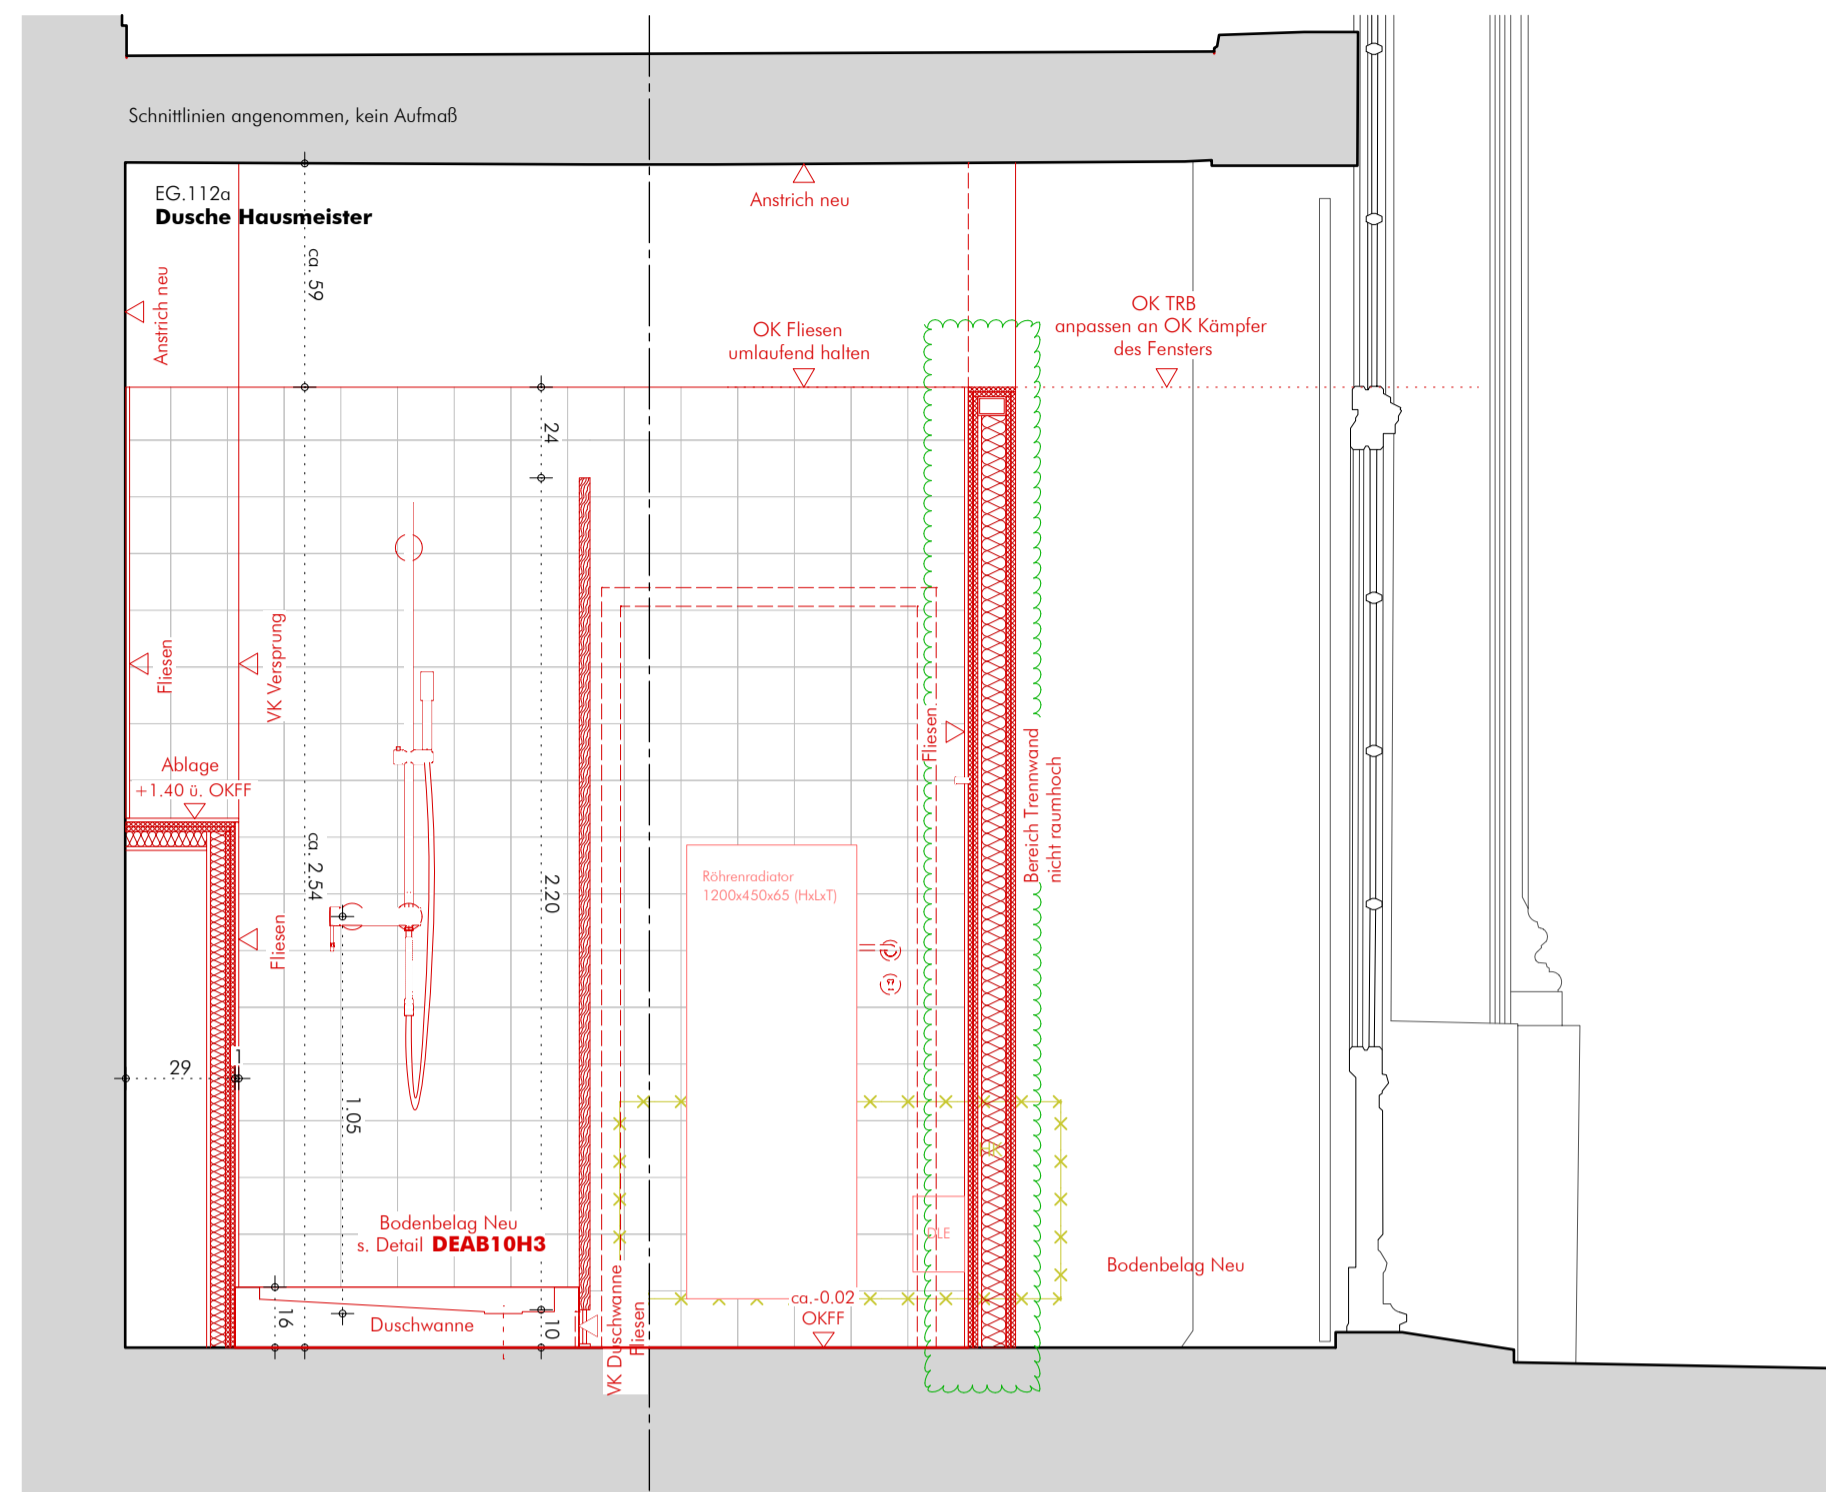 Schnittlinien angenommen, kein Aufmaß
EG.112a
Dusche Hausmeister
Anstrich neu
Anstrich neu
ca. 59
OK Fliesen
umlaufend halten
OK TRB
anpassen an OK Kämpfer
des Fensters
24
Fliesen
VK Versprung
Ablage
+1.40 ü. OKFF
ca. 2.54
2.20
Fliesen
Bereich Trennwand
nicht raumhoch
Röhrenradiator
1200x450x65 (HxLxT)
Fliesen
29
1
1.05
HK
Bodenbelag Neu
s. Detail DEAB10H3
DLE
Bodenbelag Neu
16
Duschwanne
10
VK Duschwanne
Fliesen
ca.-0.02
OKFF